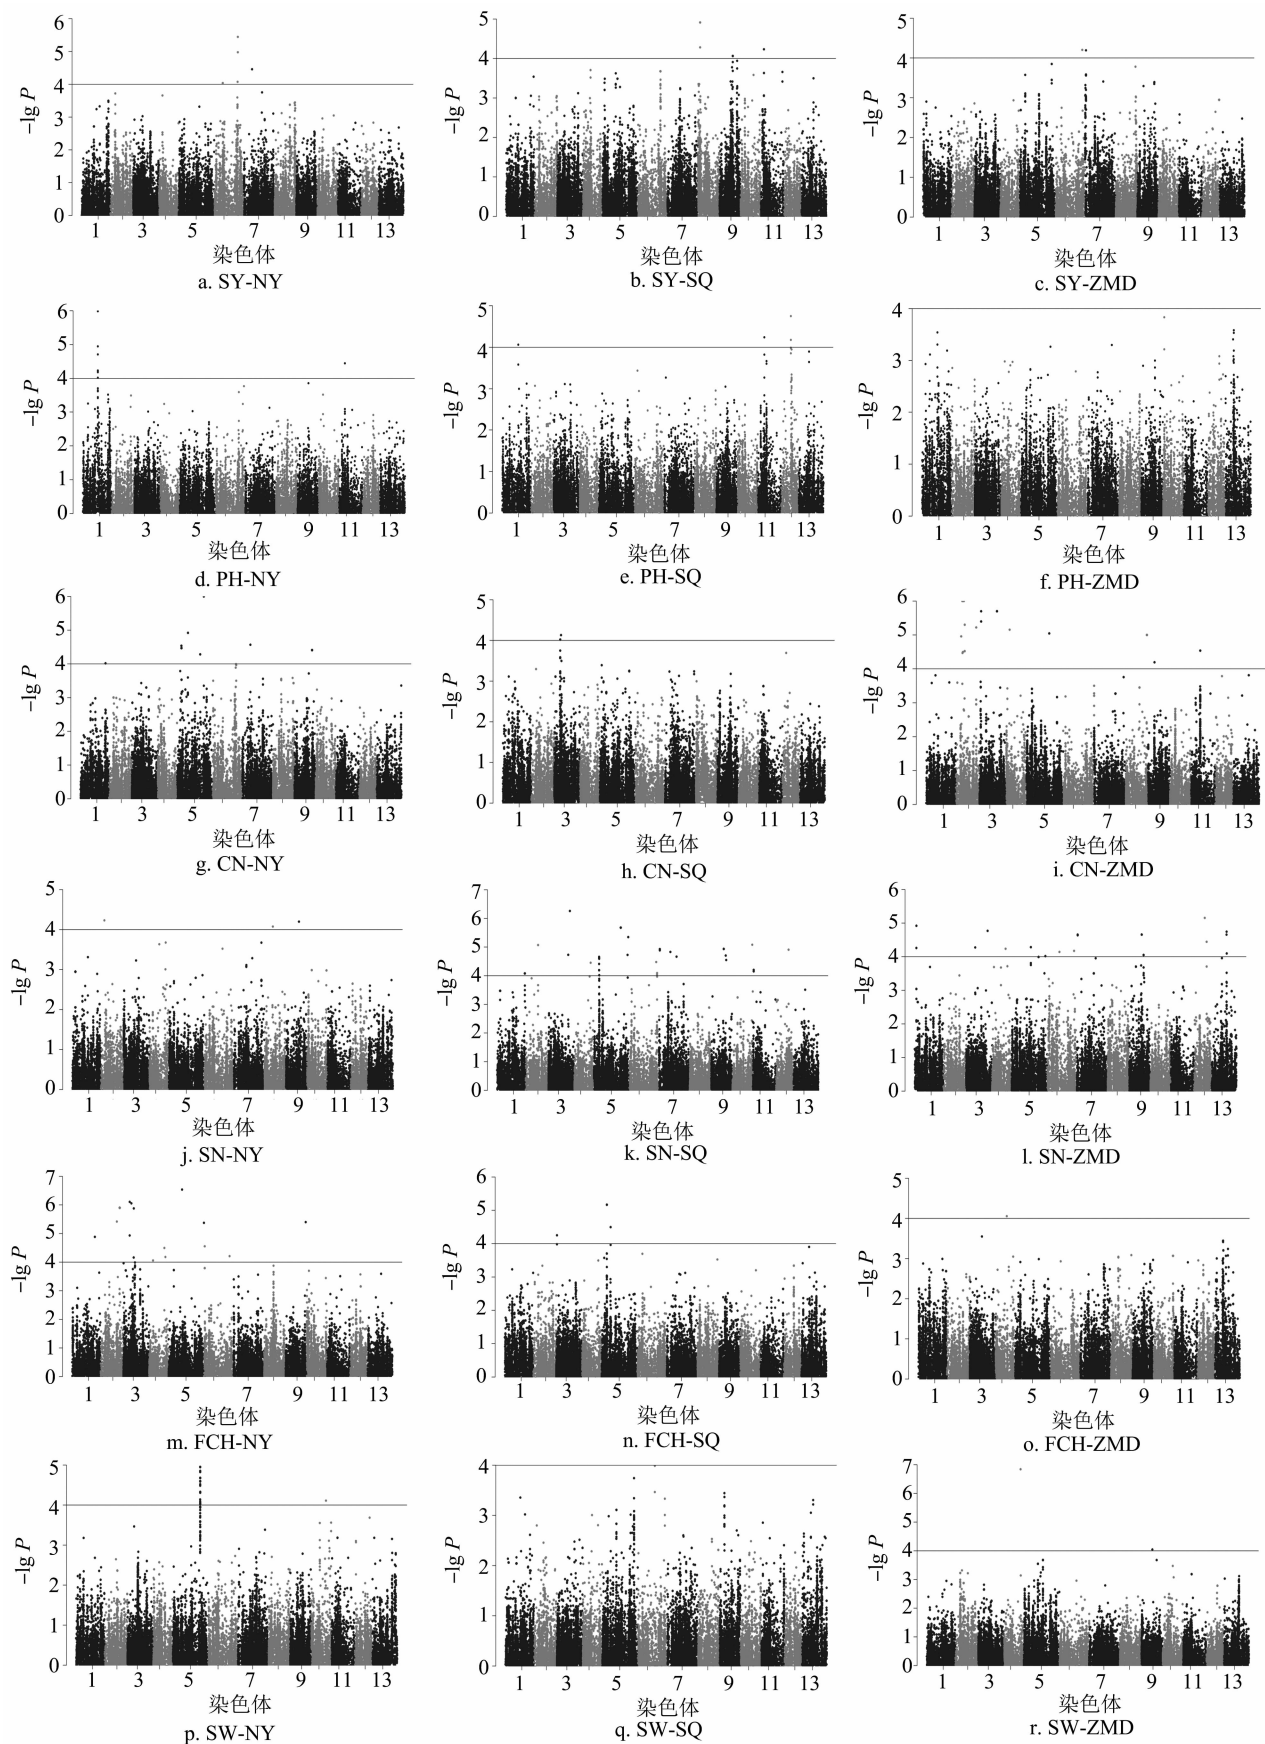 6
5
4
3
2
1
0
−lg P
1 3 5 7 9 11 13
染色体
a. SY-NY
5
4
3
2
1
0
−lg P
1 3 5 7 9 11 13
染色体
b. SY-SQ
5
4
3
2
1
0
−lg P
1 3 5 7 9 11 13
染色体
c. SY-ZMD
6
5
4
3
2
1
0
−lg P
1 3 5 7 9 11 13
染色体
d. PH-NY
5
4
3
2
1
0
−lg P
1 3 5 7 9 11 13
染色体
e. PH-SQ
4
3
2
1
0
−lg P
1 3 5 7 9 11 13
染色体
f. PH-ZMD
6
5
4
3
2
1
0
−lg P
1 3 5 7 9 11 13
染色体
g. CN-NY
5
4
3
2
1
0
−lg P
1 3 5 7 9 11 13
染色体
h. CN-SQ
6
5
4
3
2
1
0
−lg P
1 3 5 7 9 11 13
染色体
i. CN-ZMD
5
4
3
2
1
0
−lg P
1 3 5 7 9 11 13
染色体
j. SN-NY
7
6
5
4
3
2
1
0
−lg P
1 3 5 7 9 11 13
染色体
k. SN-SQ
6
5
4
3
2
1
0
−lg P
1 3 5 7 9 11 13
染色体
l. SN-ZMD
7
6
5
4
3
2
1
0
−lg P
1 3 5 7 9 11 13
染色体
m. FCH-NY
6
5
4
3
2
1
0
−lg P
1 3 5 7 9 11 13
染色体
n. FCH-SQ
5
4
3
2
1
0
−lg P
1 3 5 7 9 11 13
染色体
o. FCH-ZMD
5
4
3
2
1
0
−lg P
1 3 5 7 9 11 13
染色体
p. SW-NY
4
3
2
1
0
−lg P
1 3 5 7 9 11 13
染色体
q. SW-SQ
7
6
5
4
3
2
1
0
−lg P
1 3 5 7 9 11 13
染色体
r. SW-ZMD